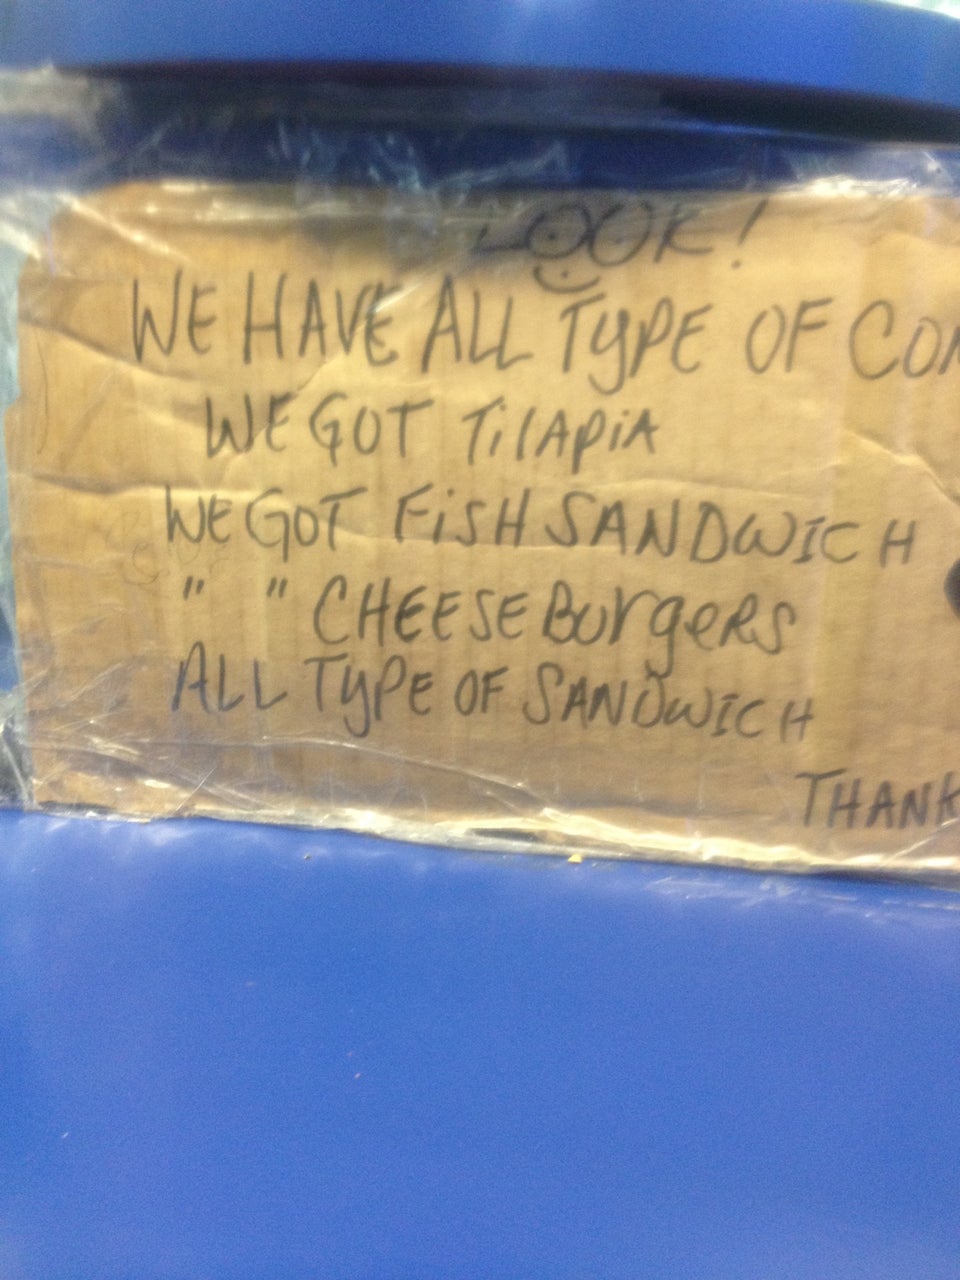 LOOK!
WE HAVE ALL TYPE OF
WE GOT TilApiA
WE GOT FiSH SANDWICH
" " CHEESE BurgeRS
ALL TYPE OF SANDWICH
THANK